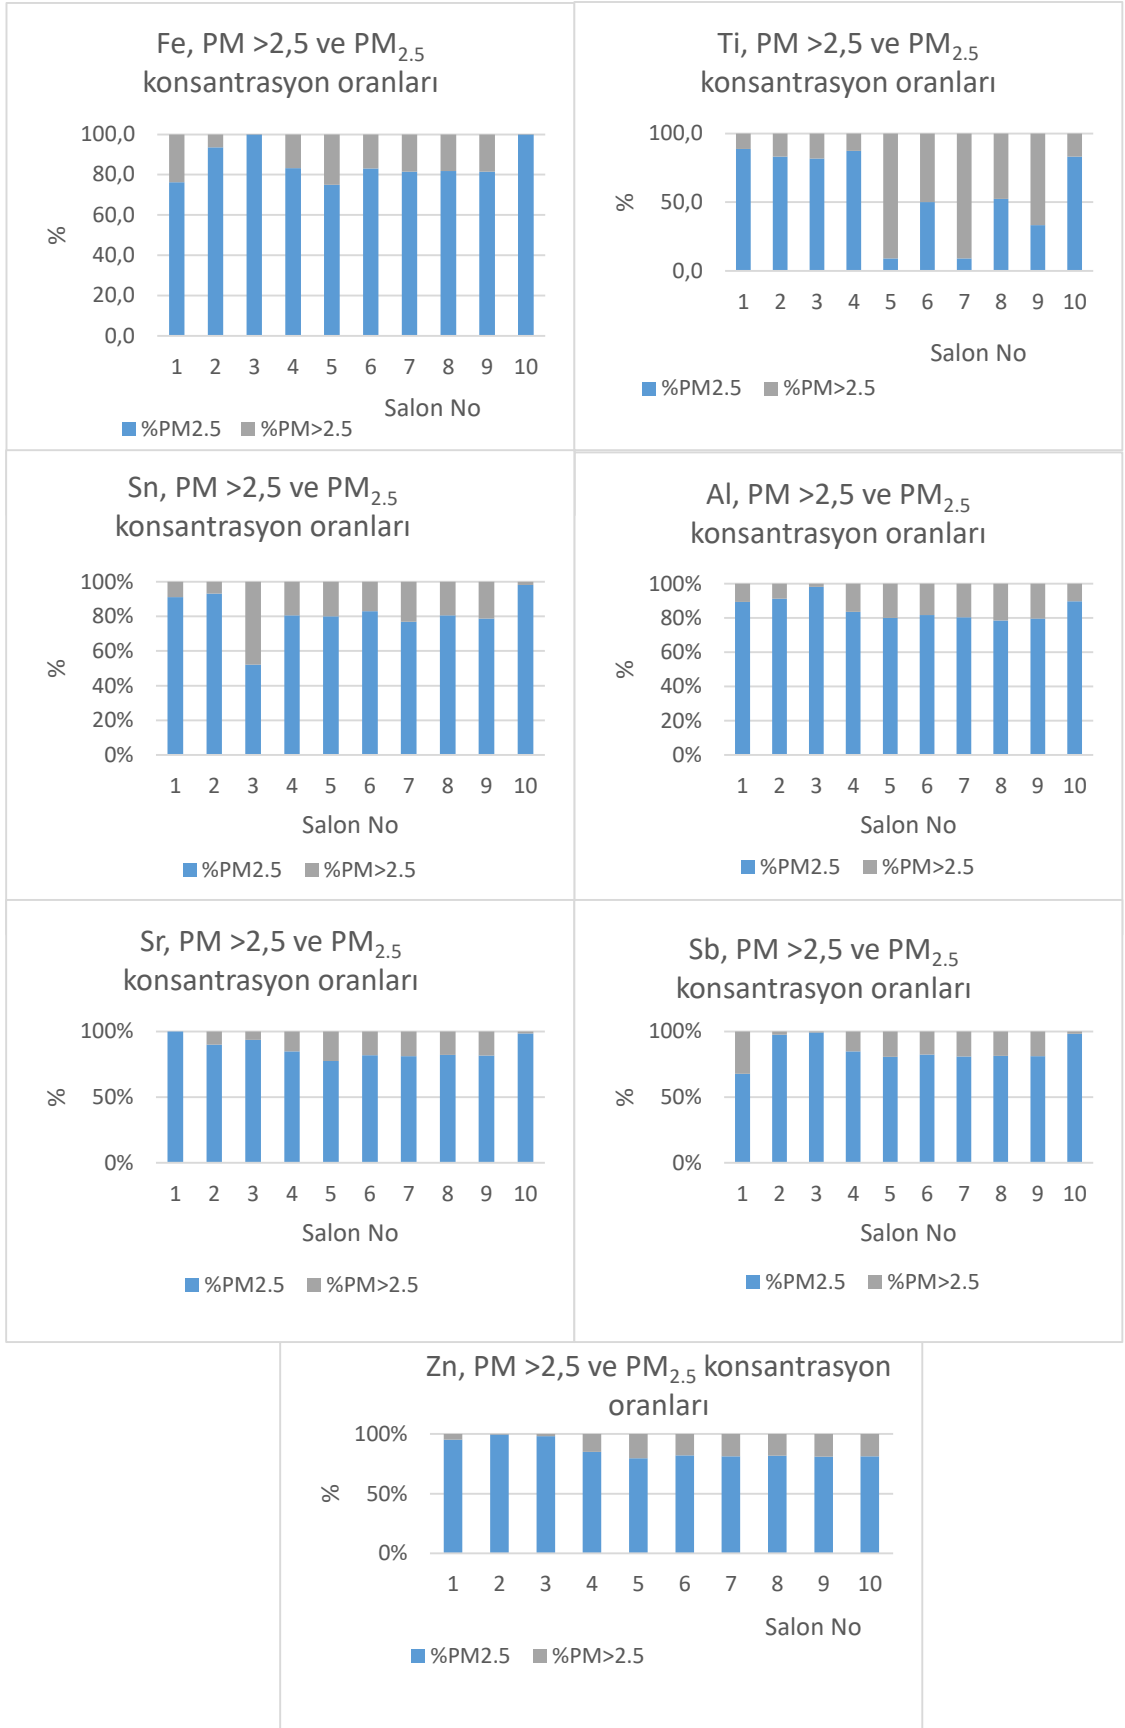 Fe, PM >2,5 ve PM2.5
konsantrasyon oranları
100,0
80,0
60,0
40,0
20,0
0,0
%
1 2 3 4 5 6 7 8 9 10
Salon No
%PM2.5 %PM>2.5
Ti, PM >2,5 ve PM2.5
konsantrasyon oranları
100,0
50,0
0,0
%
1 2 3 4 5 6 7 8 9 10
Salon No
%PM2.5 %PM>2.5
Sn, PM >2,5 ve PM2.5
konsantrasyon oranları
100%
80%
60%
40%
20%
0%
%
1 2 3 4 5 6 7 8 9 10
Salon No
%PM2.5 %PM>2.5
Al, PM >2,5 ve PM2.5
konsantrasyon oranları
100%
80%
60%
40%
20%
0%
%
1 2 3 4 5 6 7 8 9 10
Salon No
%PM2.5 %PM>2.5
Sr, PM >2,5 ve PM2.5
konsantrasyon oranları
100%
50%
0%
%
1 2 3 4 5 6 7 8 9 10
Salon No
%PM2.5 %PM>2.5
Sb, PM >2,5 ve PM2.5
konsantrasyon oranları
100%
50%
0%
%
1 2 3 4 5 6 7 8 9 10
Salon No
%PM2.5 %PM>2.5
Zn, PM >2,5 ve PM2.5 konsantrasyon
oranları
100%
50%
0%
%
1 2 3 4 5 6 7 8 9 10
Salon No
%PM2.5 %PM>2.5